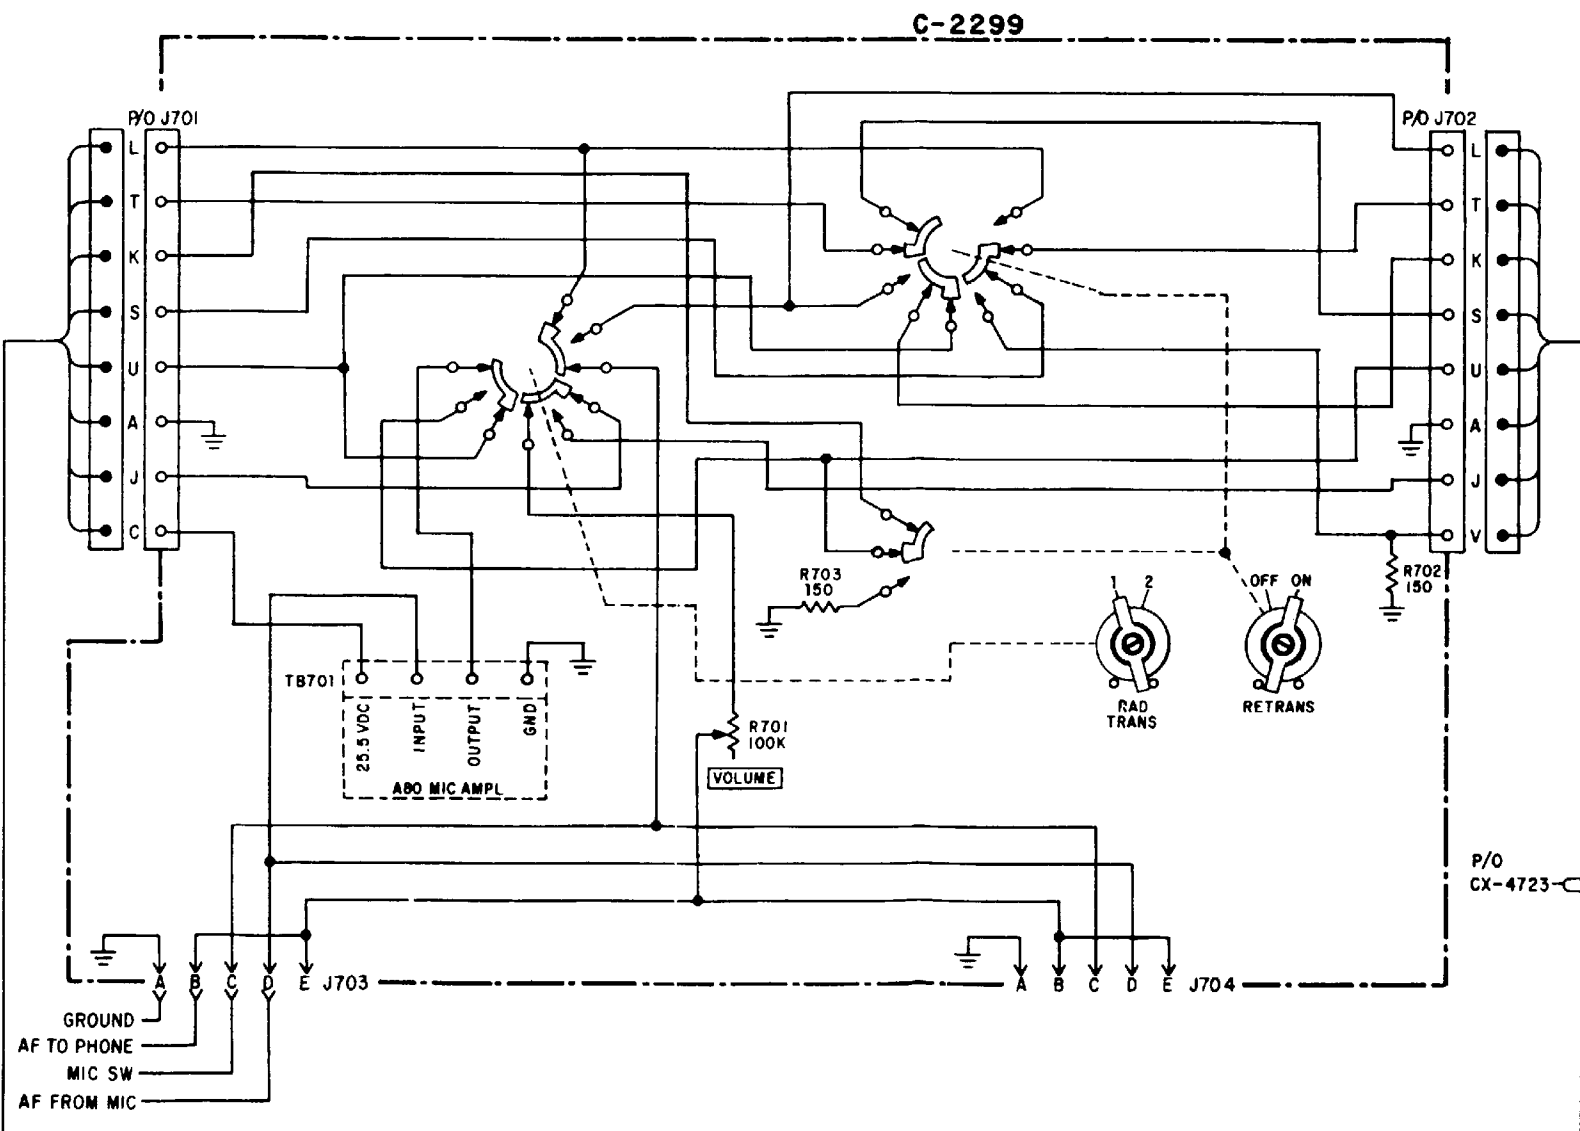 C-2299
P/O J701
P/O J702
L
T
K
S
U
A
J
C
L
T
K
S
U
A
J
V
R703
150
R702
150
1 2
OFF ON
RAD
TRANS
RETRANS
TB701
25.5 VDC
INPUT
OUTPUT
GND
A80 MIC AMPL
R701
100K
VOLUME
P/O
CX-4723
A B C D E J703
A B C D E J704
GROUND
AF TO PHONE
MIC SW
AF FROM MIC